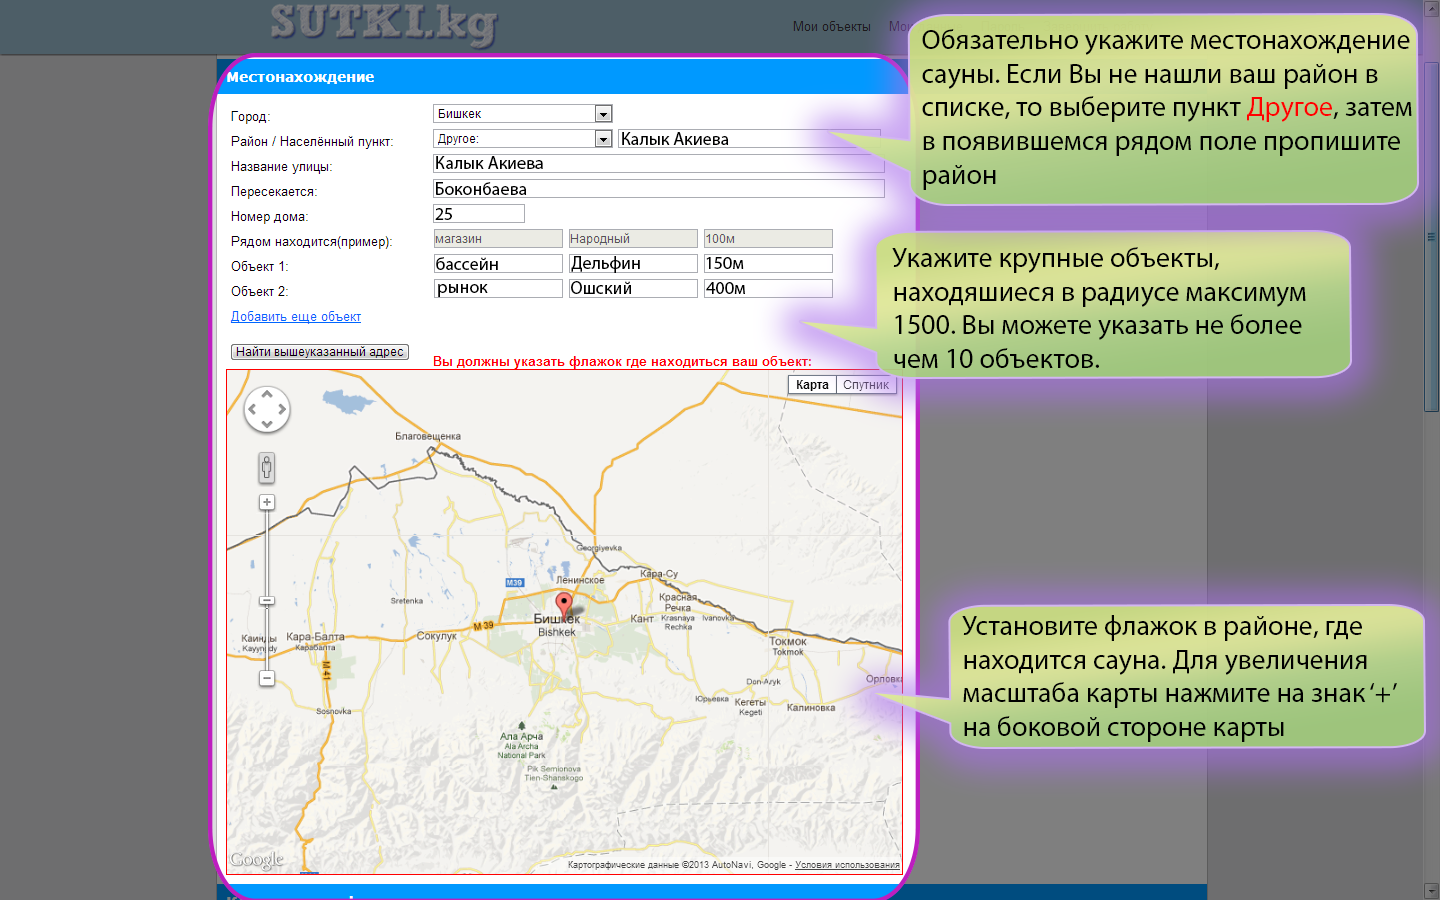 SUTKI.kg
Мои объекты
Обязательно укажите местонахождение
сауны. Если Вы не нашли ваш район в
списке, то выберите пункт Другое, затем
в появившемся рядом поле пропишите
район
Местонахождение
Город: Бишкек
Район / Населённый пункт: Другое: Калык Акиева
Название улицы: Калык Акиева
Пересекается: Боконбаева
Номер дома: 25
Рядом находится(пример): магазин Народный 100м
Объект 1: бассейн Дельфин 150м
Объект 2: рынок Ошский 400м
Добавить еще объект
Укажите крупные объекты,
находяшиеся в радиусе максимум
1500. Вы можете указать не более
чем 10 объектов.
Найти вышеуказанный адрес
Вы должны указать флажок где находиться ваш объект:
Карта Спутник
Благовещенка
Georgiyevka
M39
Ленинское
Кара-Су
Sretenka
Красная
Речка
Krasnaya
Rechka
Ivanovka
Кант
Бишкек
Bishkek
M 39
Сокулук
Каинды
Kayyngdy
Кара-Балта
Карабалта
Токмок
Tokmok
M 41
Don-Aryk
Орловка
Юрьевка
Кегеты
Kegeti
Калиновка
Sosnovka
Ала Арча
Ala Archa
National Park
Pik Semionova
Tien-Shanskogo
Установите флажок в районе, где
находится сауна. Для увеличения
масштаба карты нажмите на знак ‘+’
на боковой стороне карты
Google
Картографические данные ©2013 AutoNavi, Google - Условия использования